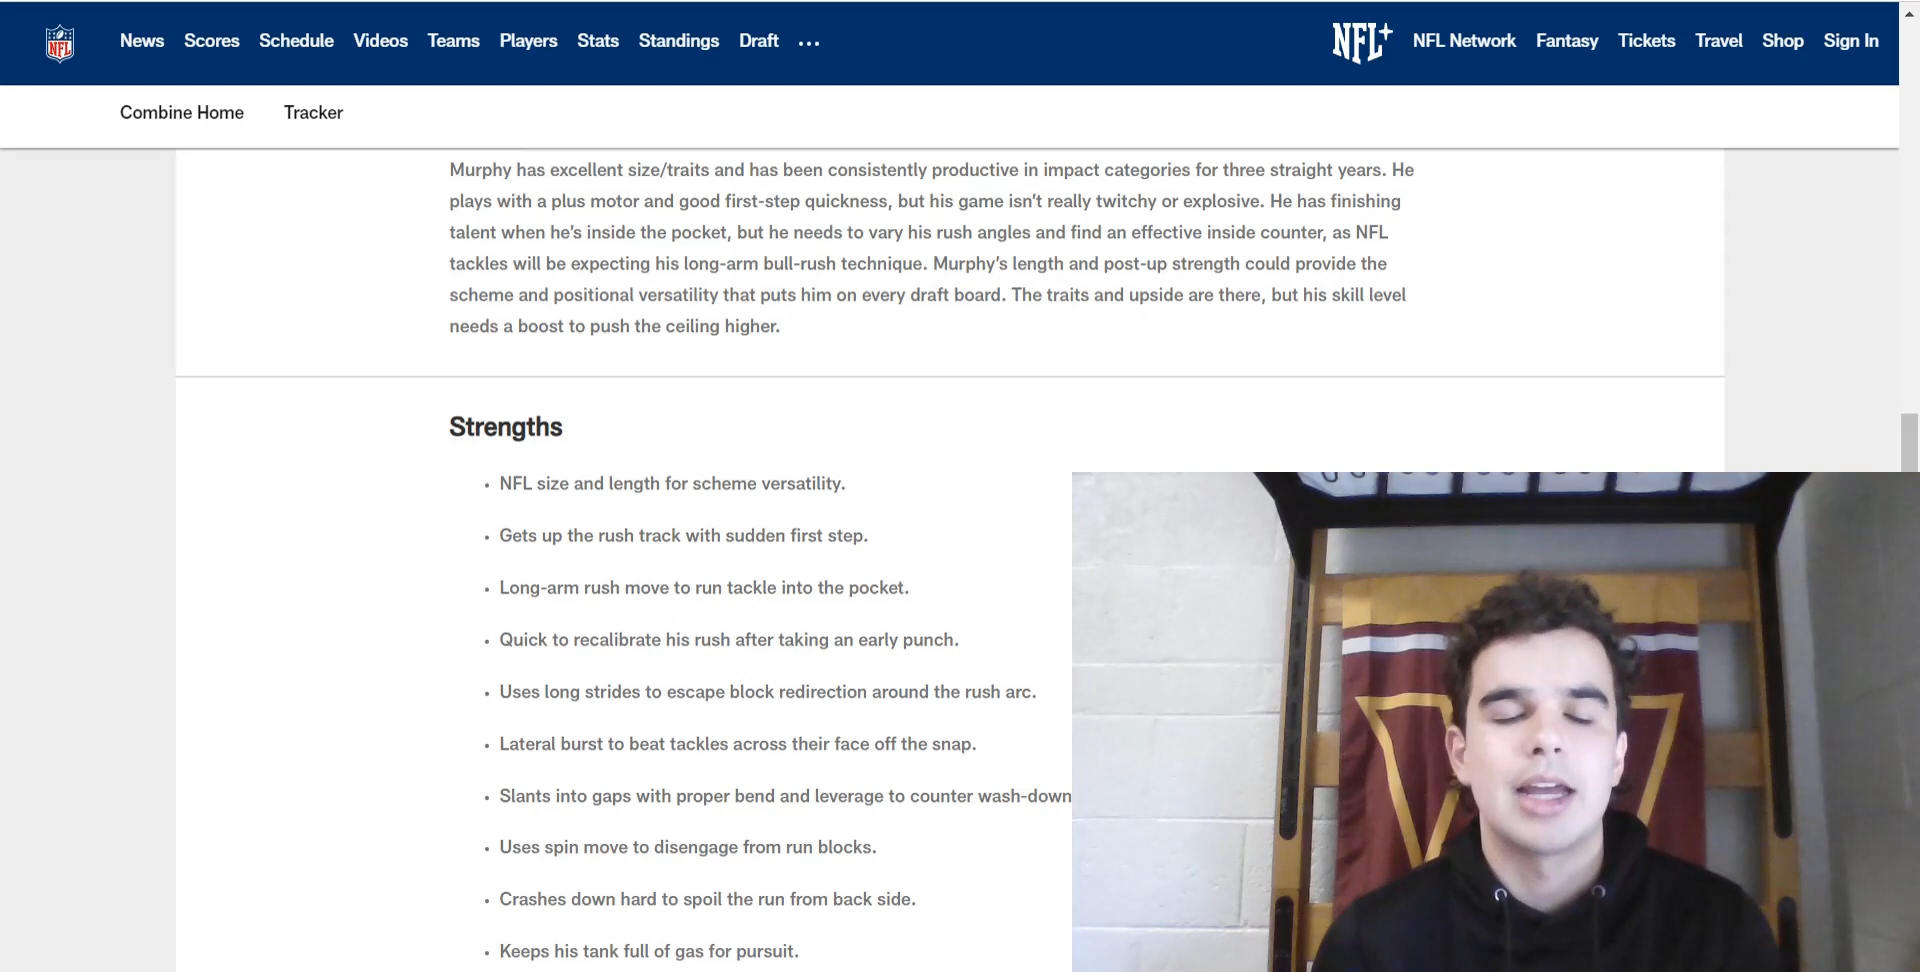 NFL
News Scores Schedule Videos Teams Players Stats Standings Draft ...
NFL+ NFL Network Fantasy Tickets Travel Shop Sign In
Combine Home Tracker
Murphy has excellent size/traits and has been consistently productive in impact categories for three straight years. He
plays with a plus motor and good first-step quickness, but his game isn't really twitchy or explosive. He has finishing
talent when he's inside the pocket, but he needs to vary his rush angles and find an effective inside counter, as NFL
tackles will be expecting his long-arm bull-rush technique. Murphy's length and post-up strength could provide the
scheme and positional versatility that puts him on every draft board. The traits and upside are there, but his skill level
needs a boost to push the ceiling higher.
Strengths
• NFL size and length for scheme versatility.
• Gets up the rush track with sudden first step.
• Long-arm rush move to run tackle into the pocket.
• Quick to recalibrate his rush after taking an early punch.
• Uses long strides to escape block redirection around the rush arc.
• Lateral burst to beat tackles across their face off the snap.
• Slants into gaps with proper bend and leverage to counter wash-down
• Uses spin move to disengage from run blocks.
• Crashes down hard to spoil the run from back side.
• Keeps his tank full of gas for pursuit.